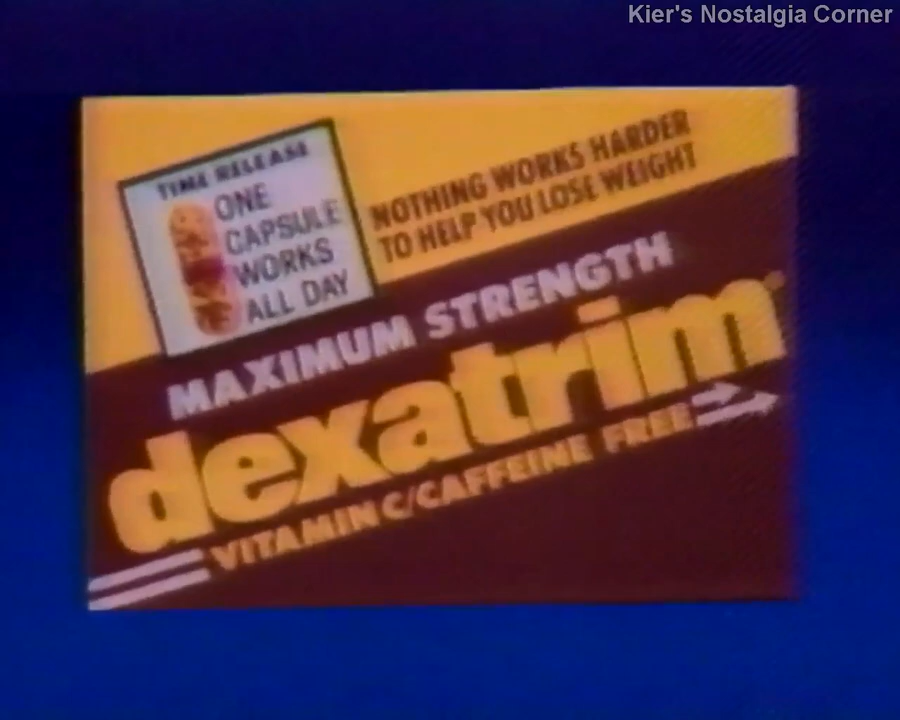 Kier's Nostalgia Corner
TIME RELEASE
ONE
CAPSULE
WORKS
ALL DAY
NOTHING WORKS HARDER
TO HELP YOU LOSE WEIGHT
MAXIMUM STRENGTH
dexatrim
VITAMIN C/CAFFEINE FREE